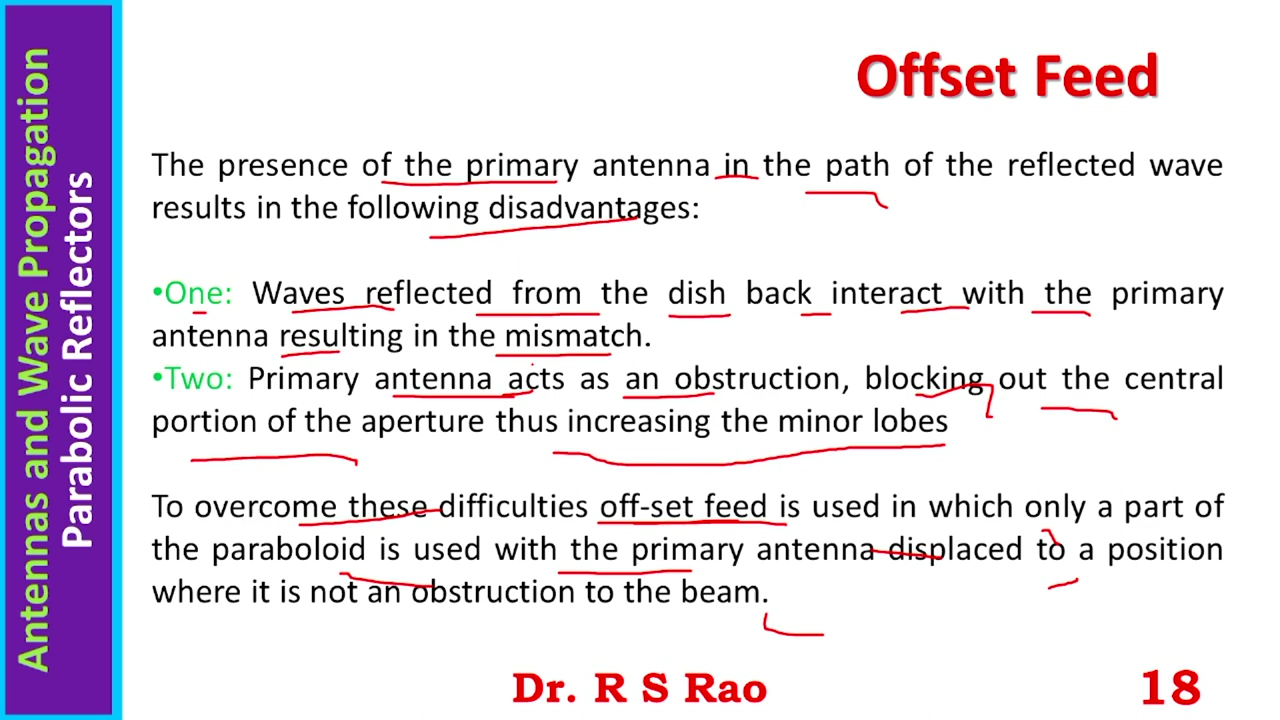 Antennas and Wave Propagation
Parabolic Reflectors
Offset Feed
The presence of the primary antenna in the path of the reflected wave
results in the following disadvantages:
•One: Waves reflected from the dish back interact with the primary
antenna resulting in the mismatch.
•Two: Primary antenna acts as an obstruction, blocking out the central
portion of the aperture thus increasing the minor lobes
To overcome these difficulties off-set feed is used in which only a part of
the paraboloid is used with the primary antenna displaced to a position
where it is not an obstruction to the beam.
Dr. R S Rao
18